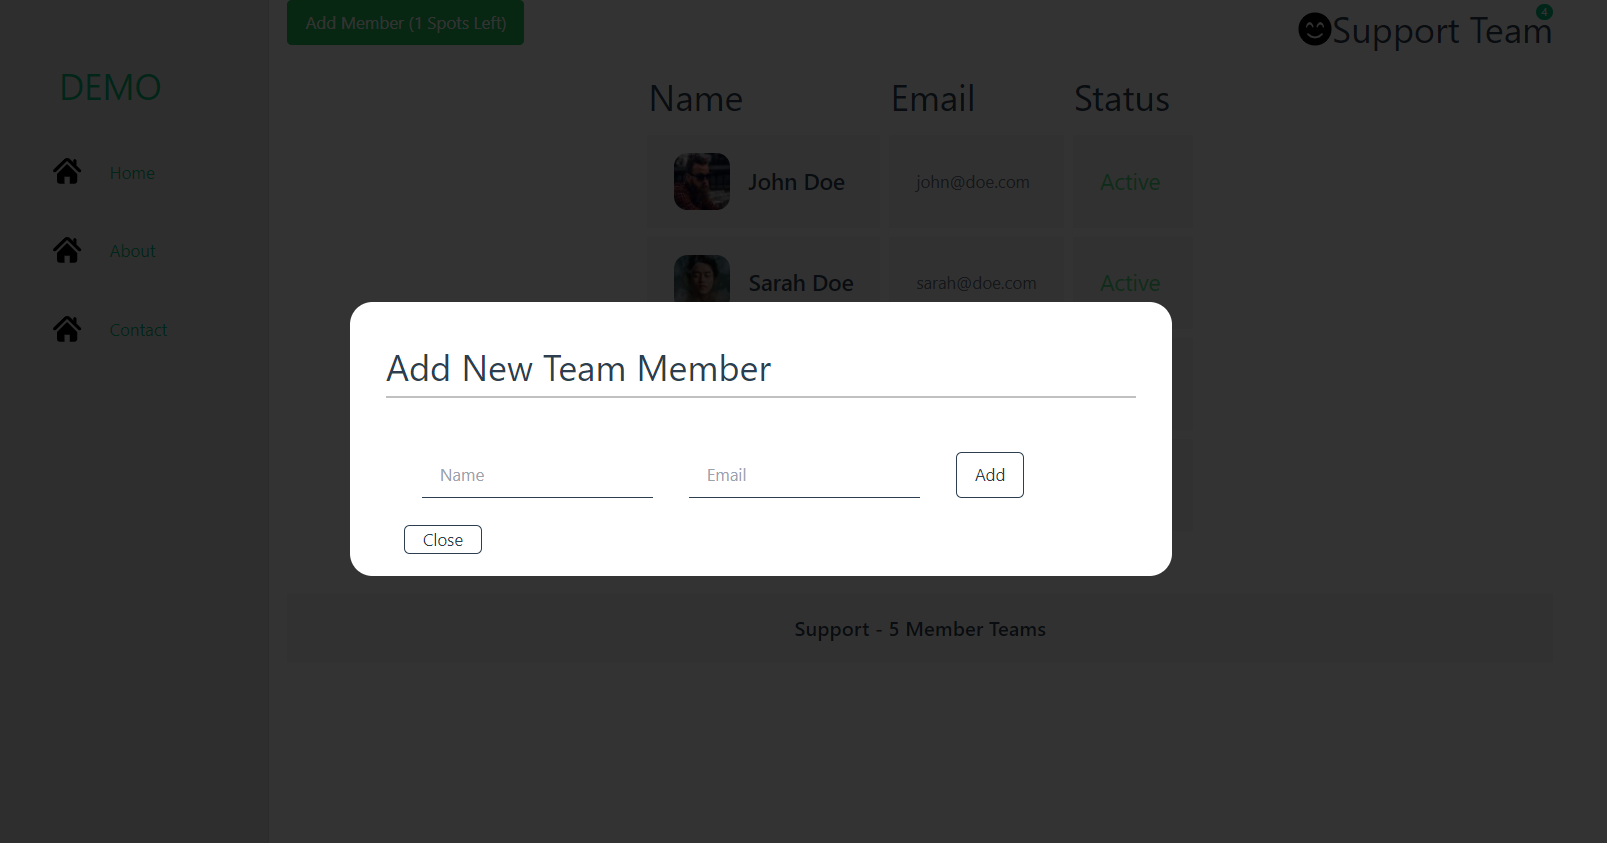 Add Member (1 Spots Left)
4
Support Team
DEMO
Home
About
Contact
Name Email Status
John Doe john@doe.com Active
Sarah Doe sarah@doe.com Active
Add New Team Member
Name Email Add
Close
Support - 5 Member Teams